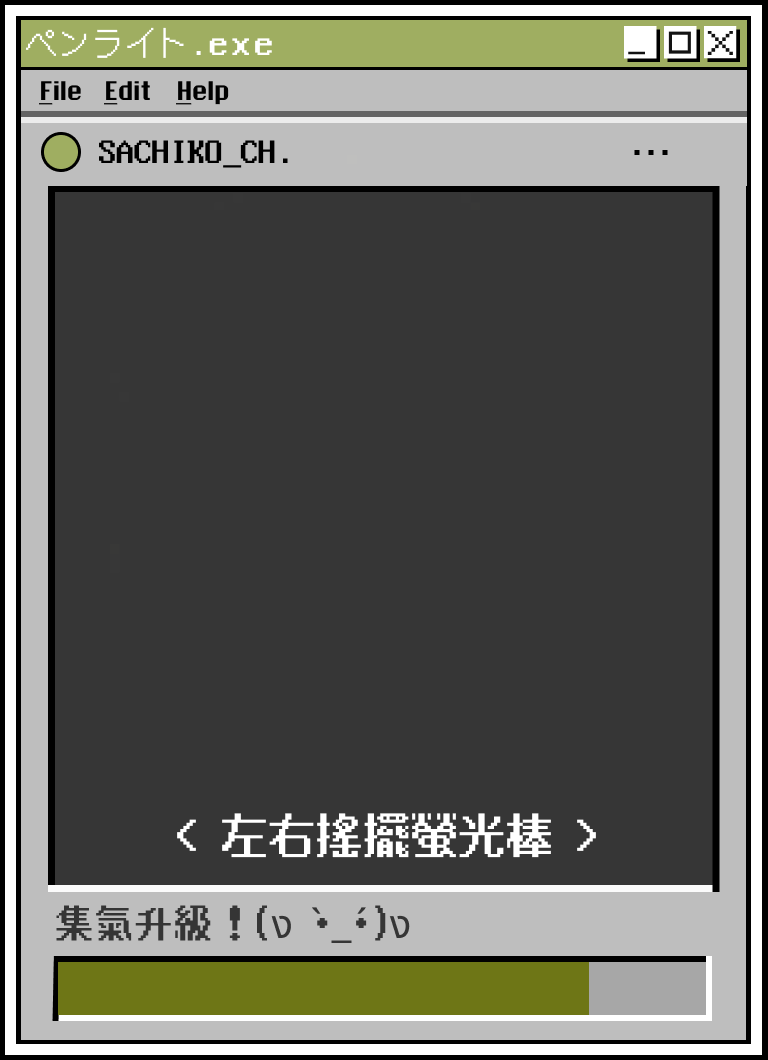 ペンライト.exe
File Edit Help
SACHIKO_CH. ...
< 左右搖擺螢光棒 >
集氣升級！(ง •̀_•́)ง